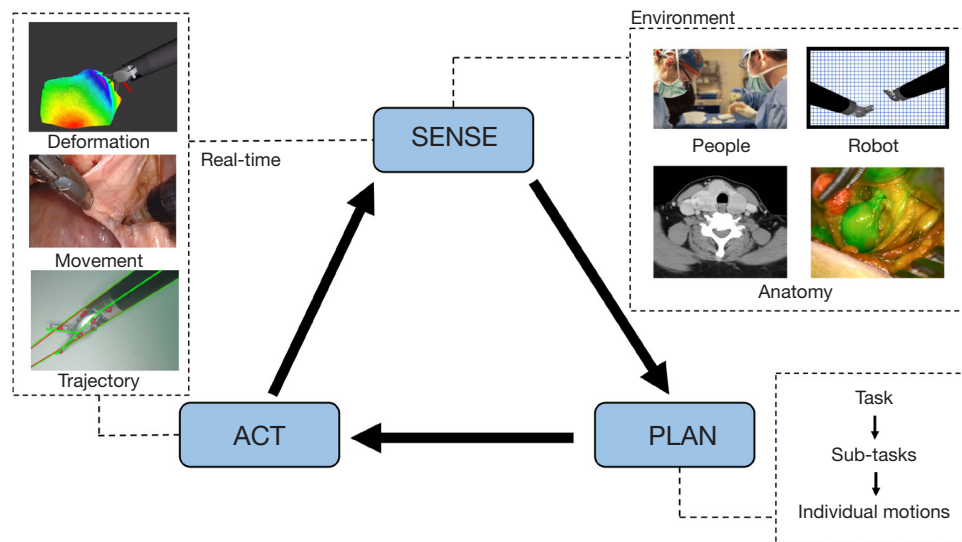 Environment
People
Robot
Anatomy
Deformation
Movement
Trajectory
Real-time
SENSE
ACT
PLAN
Task
Sub-tasks
Individual motions